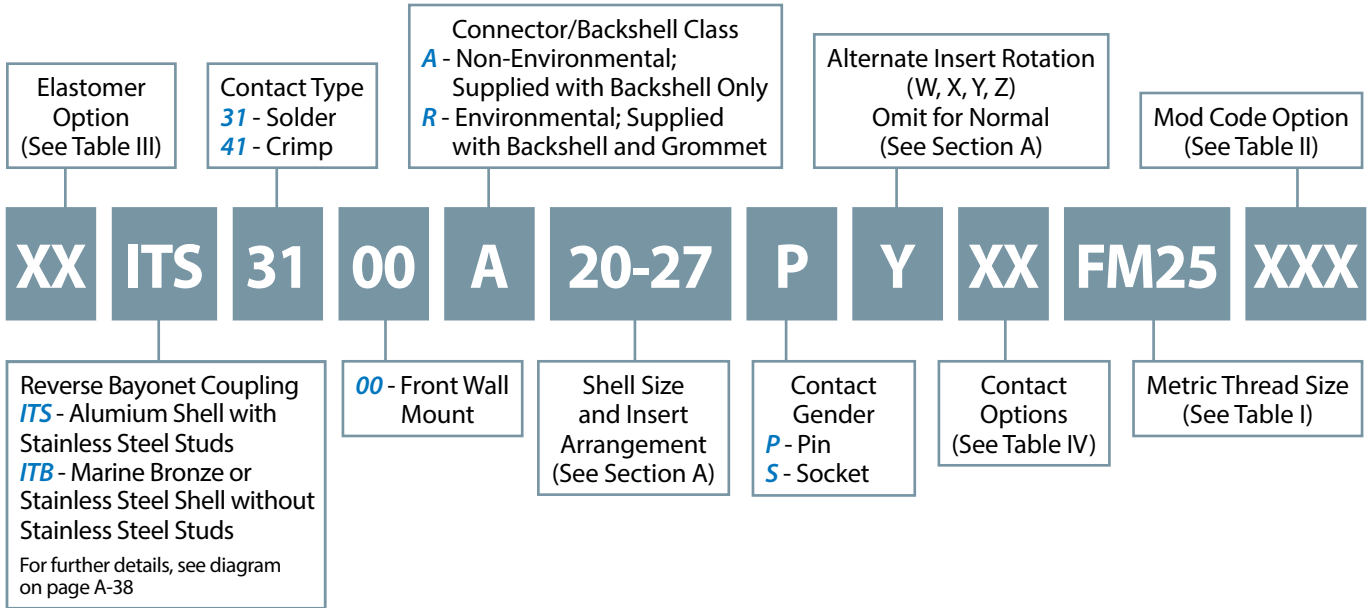 Elastomer
Option
(See Table III)
Contact Type
31 - Solder
41 - Crimp
Connector/Backshell Class
A - Non-Environmental;
Supplied with Backshell Only
R - Environmental; Supplied
with Backshell and Grommet
Alternate Insert Rotation
(W, X, Y, Z)
Omit for Normal
(See Section A)
Mod Code Option
(See Table II)
XX ITS 31 00 A 20-27 P Y XX FM25 XXX
Reverse Bayonet Coupling
ITS - Alumium Shell with
Stainless Steel Studs
ITB - Marine Bronze or
Stainless Steel Shell without
Stainless Steel Studs
For further details, see diagram
on page A-38
00 - Front Wall
Mount
Shell Size
and Insert
Arrangement
(See Section A)
Contact
Gender
P - Pin
S - Socket
Contact
Options
(See Table IV)
Metric Thread Size
(See Table I)